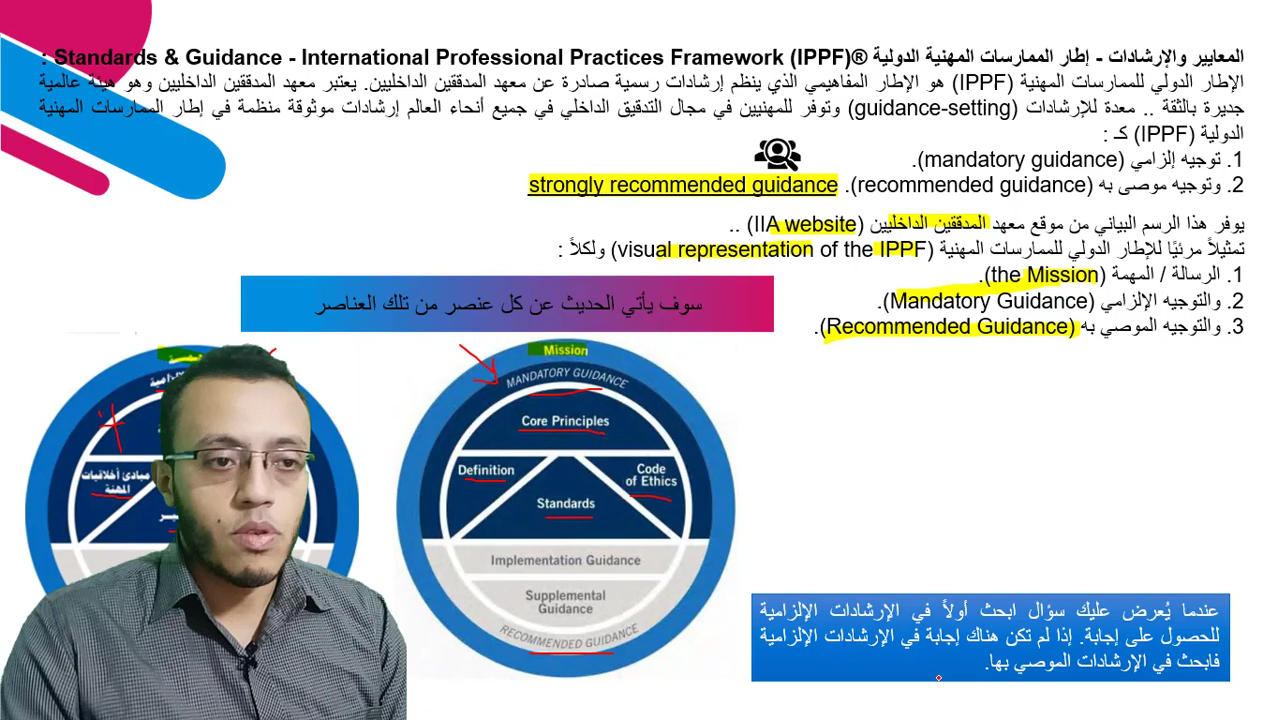 المعايير والإرشادات - إطار الممارسات المهنية الدولية Standards & Guidance - International Professional Practices Framework (IPPF)® :
الإطار الدولي للممارسات المهنية (IPPF) هو الإطار المفاهيمي الذي ينظم إرشادات رسمية صادرة عن معهد المدققين الداخليين. يعتبر معهد المدققين الداخليين وهو هيئة عالمية
جديرة بالثقة .. معدة للإرشادات (guidance-setting) وتوفر للمهنيين في مجال التدقيق الداخلي في جميع أنحاء العالم إرشادات موثوقة منظمة في إطار الممارسات المهنية
الدولية (IPPF) كـ :
1. توجيه إلزامي (mandatory guidance).
2. وتوجيه موصى به (recommended guidance). strongly recommended guidance
يوفر هذا الرسم البياني من موقع معهد المدققين الداخليين (IIA website) ..
تمثيلاً مرئيًا للإطار الدولي للممارسات المهنية (visual representation of the IPPF) ولكلاً :
1. الرسالة / المهمة (the Mission).
2. والتوجيه الإلزامي (Mandatory Guidance).
3. والتوجيه الموصي به (Recommended Guidance).
سوف يأتي الحديث عن كل عنصر من تلك العناصر
Mission
MANDATORY GUIDANCE
Core Principles
Definition
Code
of Ethics
Standards
Implementation Guidance
Supplemental
Guidance
RECOMMENDED GUIDANCE
مبادئ أخلاقيات
المهنة
عندما يُعرض عليك سؤال ابحث أولاً في الإرشادات الإلزامية
للحصول على إجابة. إذا لم تكن هناك إجابة في الإرشادات الإلزامية
فابحث في الإرشادات الموصي بها.